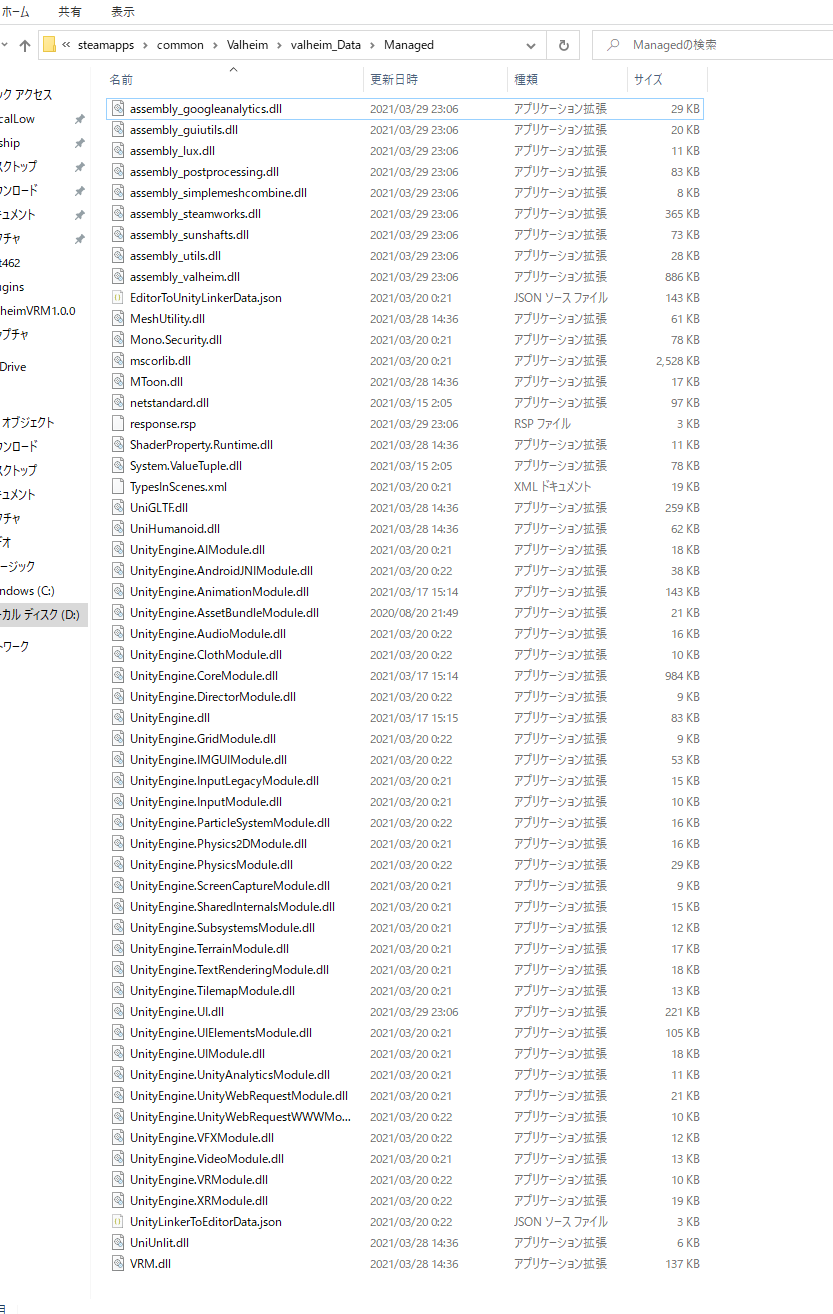 ホーム 共有 表示
« steamapps > common > Valheim > valheim_Data > Managed Managedの検索
名前 更新日時 種類 サイズ
ック アクセス
calLow
ship
スクトップ
ウンロード
キュメント
クチャ
t462
ugins
heimVRM1.0.0
ャプチャ
Drive
オブジェクト
ウンロード
スクトップ
キュメント
クチャ
デオ
ージック
ndows (C:)
ーカル ディスク (D:)
トワーク
assembly_googleanalytics.dll 2021/03/29 23:06 アプリケーション拡張 29 KB
assembly_guiutils.dll 2021/03/29 23:06 アプリケーション拡張 20 KB
assembly_lux.dll 2021/03/29 23:06 アプリケーション拡張 11 KB
assembly_postprocessing.dll 2021/03/29 23:06 アプリケーション拡張 83 KB
assembly_simplemeshcombine.dll 2021/03/29 23:06 アプリケーション拡張 8 KB
assembly_steamworks.dll 2021/03/29 23:06 アプリケーション拡張 365 KB
assembly_sunshafts.dll 2021/03/29 23:06 アプリケーション拡張 73 KB
assembly_utils.dll 2021/03/29 23:06 アプリケーション拡張 28 KB
assembly_valheim.dll 2021/03/29 23:06 アプリケーション拡張 886 KB
EditorToUnityLinkerData.json 2021/03/20 0:21 JSON ソース ファイル 143 KB
MeshUtility.dll 2021/03/28 14:36 アプリケーション拡張 61 KB
Mono.Security.dll 2021/03/20 0:21 アプリケーション拡張 78 KB
mscorlib.dll 2021/03/20 0:21 アプリケーション拡張 2,528 KB
MToon.dll 2021/03/28 14:36 アプリケーション拡張 17 KB
netstandard.dll 2021/03/15 2:05 アプリケーション拡張 97 KB
response.rsp 2021/03/29 23:06 RSP ファイル 3 KB
ShaderProperty.Runtime.dll 2021/03/28 14:36 アプリケーション拡張 11 KB
System.ValueTuple.dll 2021/03/15 2:05 アプリケーション拡張 78 KB
TypesInScenes.xml 2021/03/20 0:21 XML ドキュメント 19 KB
UniGLTF.dll 2021/03/28 14:36 アプリケーション拡張 259 KB
UniHumanoid.dll 2021/03/28 14:36 アプリケーション拡張 62 KB
UnityEngine.AIModule.dll 2021/03/20 0:21 アプリケーション拡張 18 KB
UnityEngine.AndroidJNIModule.dll 2021/03/20 0:22 アプリケーション拡張 38 KB
UnityEngine.AnimationModule.dll 2021/03/17 15:14 アプリケーション拡張 143 KB
UnityEngine.AssetBundleModule.dll 2020/08/20 21:49 アプリケーション拡張 21 KB
UnityEngine.AudioModule.dll 2021/03/20 0:22 アプリケーション拡張 16 KB
UnityEngine.ClothModule.dll 2021/03/20 0:22 アプリケーション拡張 10 KB
UnityEngine.CoreModule.dll 2021/03/17 15:14 アプリケーション拡張 984 KB
UnityEngine.DirectorModule.dll 2021/03/20 0:22 アプリケーション拡張 9 KB
UnityEngine.dll 2021/03/17 15:15 アプリケーション拡張 83 KB
UnityEngine.GridModule.dll 2021/03/20 0:22 アプリケーション拡張 9 KB
UnityEngine.IMGUIModule.dll 2021/03/20 0:22 アプリケーション拡張 53 KB
UnityEngine.InputLegacyModule.dll 2021/03/20 0:21 アプリケーション拡張 15 KB
UnityEngine.InputModule.dll 2021/03/20 0:21 アプリケーション拡張 10 KB
UnityEngine.ParticleSystemModule.dll 2021/03/20 0:22 アプリケーション拡張 16 KB
UnityEngine.Physics2DModule.dll 2021/03/20 0:21 アプリケーション拡張 16 KB
UnityEngine.PhysicsModule.dll 2021/03/20 0:22 アプリケーション拡張 29 KB
UnityEngine.ScreenCaptureModule.dll 2021/03/20 0:21 アプリケーション拡張 9 KB
UnityEngine.SharedInternalsModule.dll 2021/03/20 0:21 アプリケーション拡張 15 KB
UnityEngine.SubsystemsModule.dll 2021/03/20 0:21 アプリケーション拡張 12 KB
UnityEngine.TerrainModule.dll 2021/03/20 0:21 アプリケーション拡張 17 KB
UnityEngine.TextRenderingModule.dll 2021/03/20 0:21 アプリケーション拡張 18 KB
UnityEngine.TilemapModule.dll 2021/03/20 0:21 アプリケーション拡張 13 KB
UnityEngine.UI.dll 2021/03/29 23:06 アプリケーション拡張 221 KB
UnityEngine.UIElementsModule.dll 2021/03/20 0:21 アプリケーション拡張 105 KB
UnityEngine.UIModule.dll 2021/03/20 0:21 アプリケーション拡張 18 KB
UnityEngine.UnityAnalyticsModule.dll 2021/03/20 0:21 アプリケーション拡張 11 KB
UnityEngine.UnityWebRequestModule.dll 2021/03/20 0:21 アプリケーション拡張 21 KB
UnityEngine.UnityWebRequestWWWMo... 2021/03/20 0:22 アプリケーション拡張 10 KB
UnityEngine.VFXModule.dll 2021/03/20 0:22 アプリケーション拡張 12 KB
UnityEngine.VideoModule.dll 2021/03/20 0:21 アプリケーション拡張 13 KB
UnityEngine.VRModule.dll 2021/03/20 0:22 アプリケーション拡張 10 KB
UnityEngine.XRModule.dll 2021/03/20 0:22 アプリケーション拡張 19 KB
UnityLinkerToEditorData.json 2021/03/20 0:22 JSON ソース ファイル 3 KB
UniUnlit.dll 2021/03/28 14:36 アプリケーション拡張 6 KB
VRM.dll 2021/03/28 14:36 アプリケーション拡張 137 KB